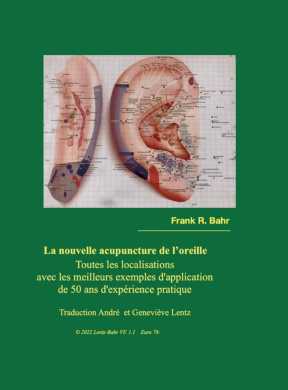 Frank R. Bahr
La nouvelle acupuncture de l'oreille
Toutes les localisations
avec les meilleurs exemples d'application
de 50 ans d'expérience pratique
Traduction André et Geneviève Lentz
© 2022 Lentz-Bahr VF. 1.1 Euro 79-